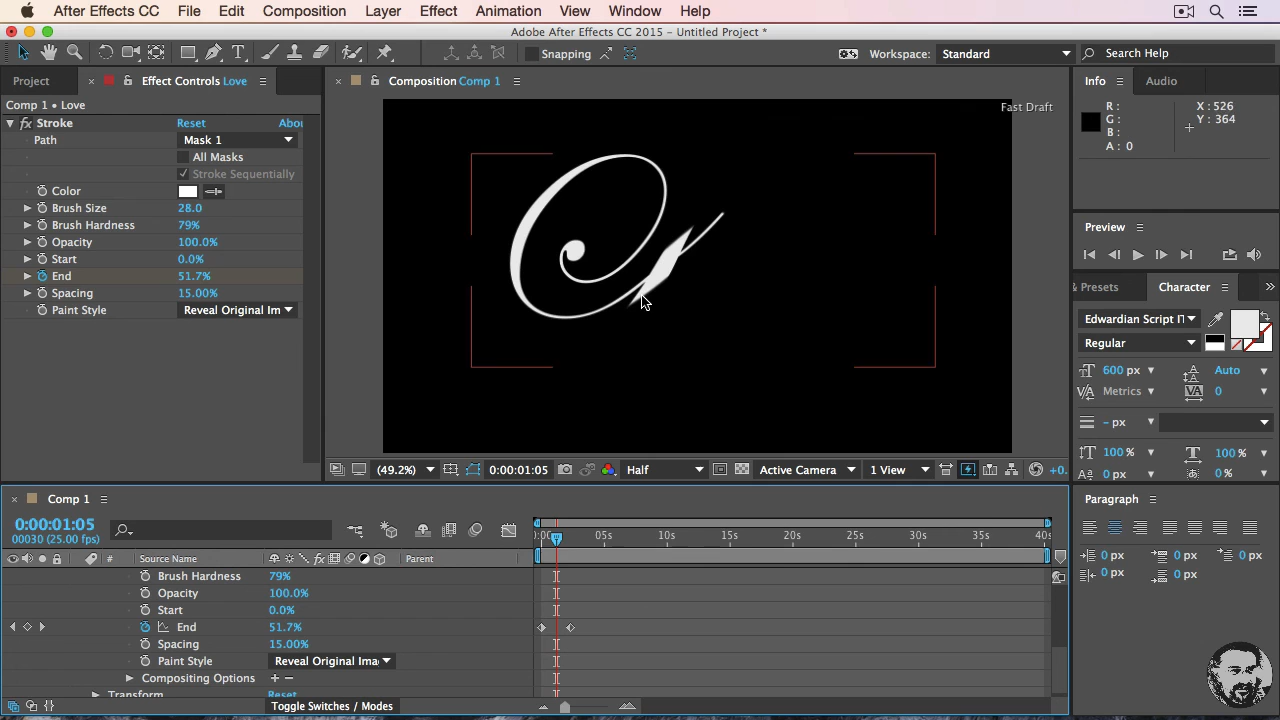 After Effects CC File Edit Composition Layer Effect Animation View Window Help
Adobe After Effects CC 2015 – Untitled Project *
Snapping Workspace: Standard Search Help
Project × Effect Controls Love
Composition Comp 1
Info Audio
Comp 1 • Love
Fast Draft
R: X : 526
G: Y : 364
B:
A : 0
fx Stroke Reset Abou
Path Mask 1
All Masks
Stroke Sequentially
Color
Brush Size 28.0
Brush Hardness 79%
Opacity 100.0%
Start 0.0%
End 51.7%
Spacing 15.00%
Paint Style Reveal Original Im
Preview
& Presets Character
Edwardian Script IT
Regular
600 px Auto
Metrics 0
– px
100 % 100 %
0 px 0 %
(49.2%) 0:00:01:05 Half Active Camera 1 View +0.
Comp 1
0:00:01:05
00030 (25.00 fps)
0:00 05s 10s 15s 20s 25s 30s 35s 40s
# Source Name fx Parent
Brush Hardness 79%
Opacity 100.0%
Start 0.0%
End 51.7%
Spacing 15.00%
Paint Style Reveal Original Ima
Compositing Options + –
Transform Reset
Toggle Switches / Modes
Paragraph
0 px 0 px 0 px
0 px 0 px